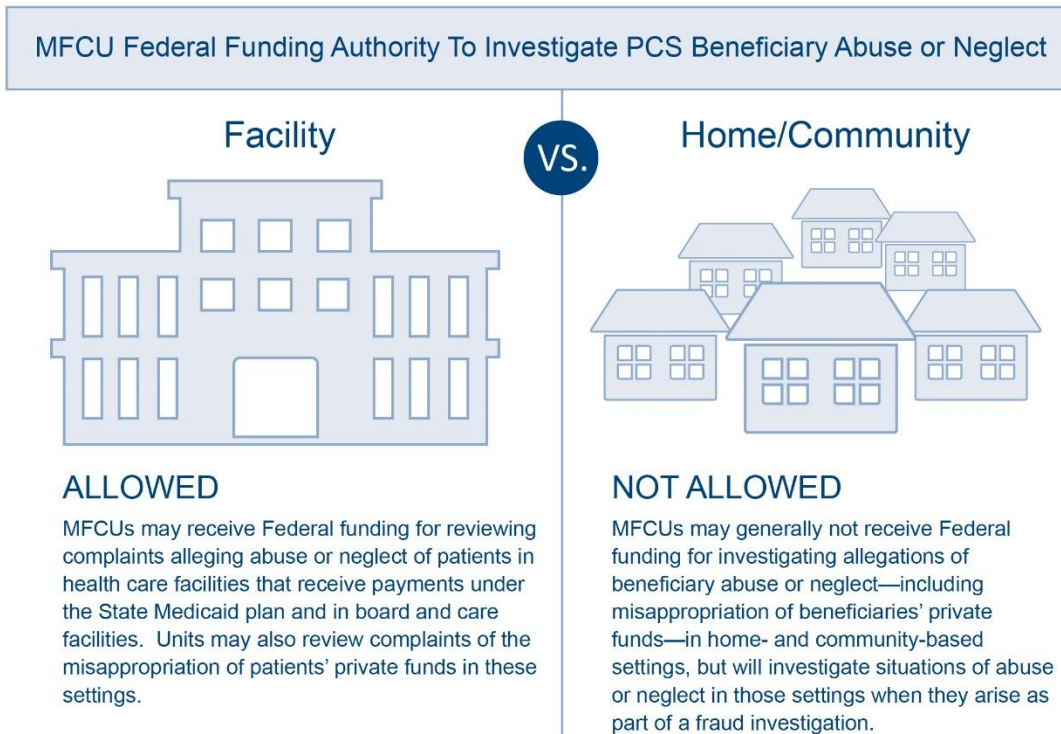 MFCU Federal Funding Authority To Investigate PCS Beneficiary Abuse or Neglect
Facility
VS.
Home/Community
ALLOWED
MFCUs may receive Federal funding for reviewing
complaints alleging abuse or neglect of patients in
health care facilities that receive payments under
the State Medicaid plan and in board and care
facilities.  Units may also review complaints of the
misappropriation of patients' private funds in these
settings.
NOT ALLOWED
MFCUs may generally not receive Federal
funding for investigating allegations of
beneficiary abuse or neglect—including
misappropriation of beneficiaries' private
funds—in home- and community-based
settings, but will investigate situations of abuse
or neglect in those settings when they arise as
part of a fraud investigation.